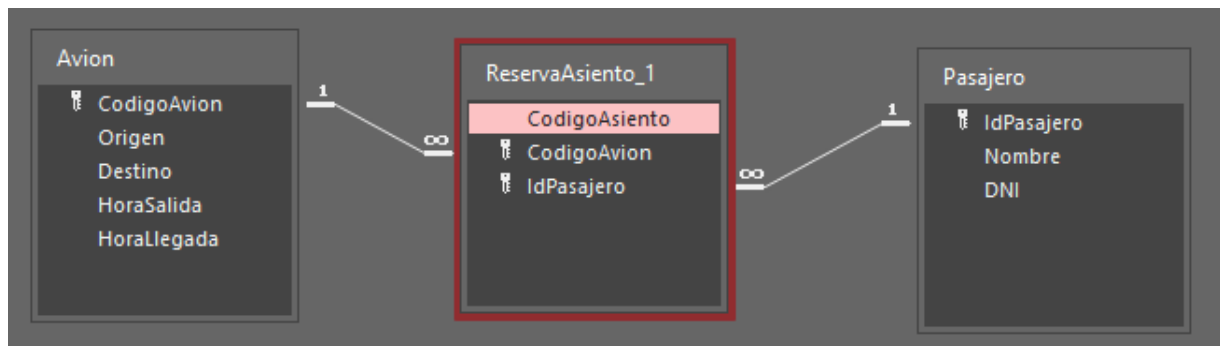 Avion
CodigoAvion
Origen
Destino
HoraSalida
HoraLlegada
1
∞
ReservaAsiento_1
CodigoAsiento
CodigoAvion
IdPasajero
∞
1
Pasajero
IdPasajero
Nombre
DNI